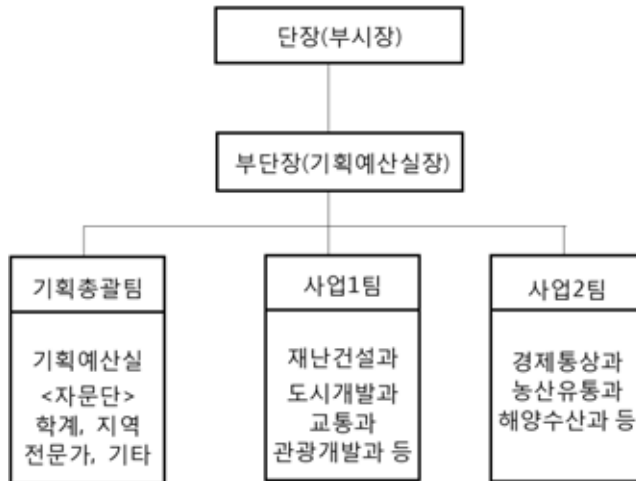 단장(부시장)
부단장(기획예산실장)
기획총괄팀
기획예산실
<자문단>
학계, 지역
전문가, 기타
사업1팀
재난건설과
도시개발과
교통과
관광개발과 등
사업2팀
경제통상과
농산유통과
해양수산과 등